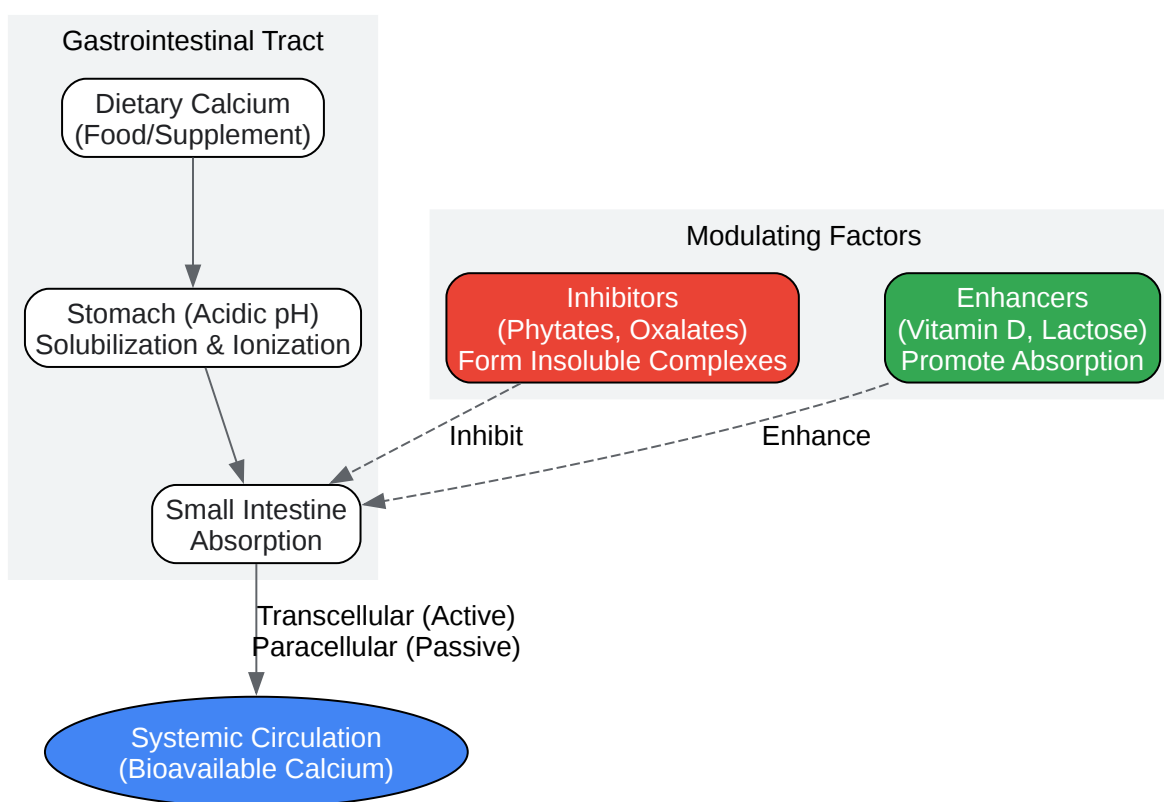 Gastrointestinal Tract
Dietary Calcium
(Food/Supplement)
Stomach (Acidic pH)
Solubilization & Ionization
Modulating Factors
Inhibitors
(Phytates, Oxalates)
Form Insoluble Complexes
Enhancers
(Vitamin D, Lactose)
Promote Absorption
Inhibit
Enhance
Small Intestine
Absorption
Transcellular (Active)
Paracellular (Passive)
Systemic Circulation
(Bioavailable Calcium)